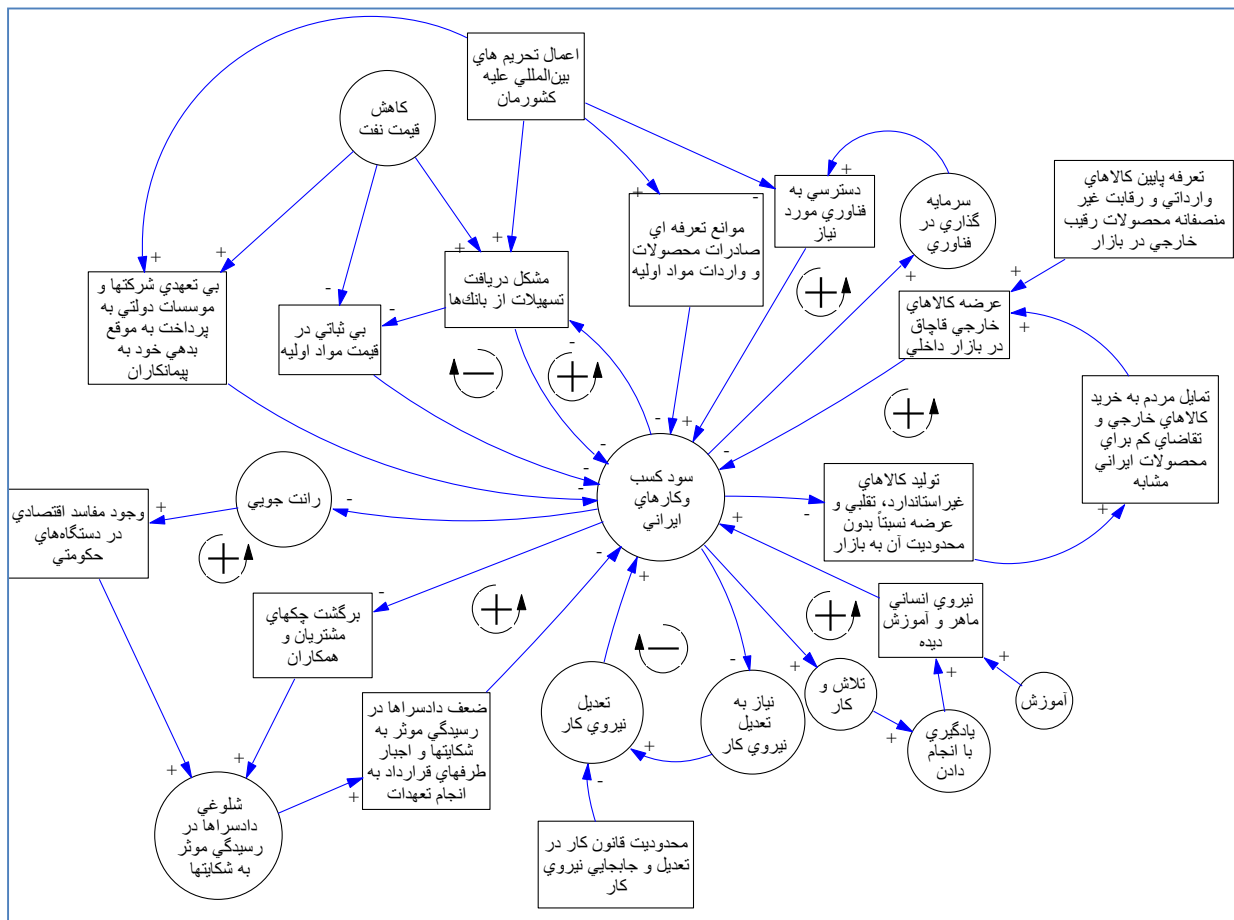 اعمال تحريم هاي
بين‌المللي عليه
كشورمان
كاهش
قيمت نفت
دسترسي به
فناوري مورد
نياز
سرمايه
گذاري در
فناوري
تعرفه پايين كالاهاي
وارداتي و رقابت غير
منصفانه محصولات رقيب
خارجي در بازار
موانع تعرفه اي
صادرات محصولات
و واردات مواد اوليه
بي تعهدي شركتها و
موسسات دولتي به
پرداخت به موقع
بدهي خود به
پيمانكاران
بي ثباتي در
قيمت مواد اوليه
مشكل دريافت
تسهيلات از بانك‌ها
عرضه كالاهاي
خارجي قاچاق
در بازار داخلي
تمايل مردم به خريد
كالاهاي خارجي و
تقاضاي كم براي
محصولات ايراني
مشابه
سود كسب
وكارهاي
ايراني
توليد كالاهاي
غيراستاندارد، تقلبي و
عرضه نسبتاً بدون
محدوديت آن به بازار
رانت جويي
وجود مفاسد اقتصادي
در دستگاه‌هاي
حكومتي
برگشت چكهاي
مشتريان و
همكاران
نيروي انساني
ماهر و آموزش
ديده
ضعف دادسراها در
رسيدگي موثر به
شكايتها و اجبار
طرفهاي قرارداد به
انجام تعهدات
تعديل
نيروي كار
نياز به
تعديل
نيروي كار
تلاش و
كار
آموزش
يادگيري
با انجام
دادن
شلوغي
دادسراها در
رسيدگي موثر
به شكايتها
محدوديت قانون كار در
تعديل و جابجايي نيروي
كار